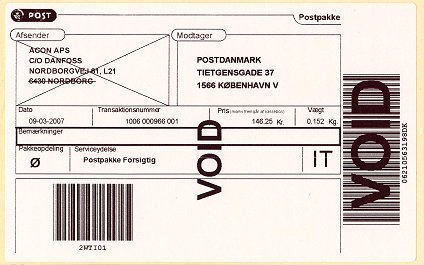 POST
Postpakke
Afsender
Modtager
AGON APS
C/O DANFOSS
NORDBORGVEJ 81, L21
6430 NORDBORG
POSTDANMARK
TIETGENSGADE 37
1566 KØBENHAVN V
Dato
Transaktionsnummer
Pris
Vægt
09-03-2007
1006 000966 001
146.25 Kr.
0.152 Kg.
Bemærkninger
Pakkeopdeling
Serviceydelse
Ø
Postpakke Forsigtig
IT
VOID
2WTI01
VOID
06210563198DK